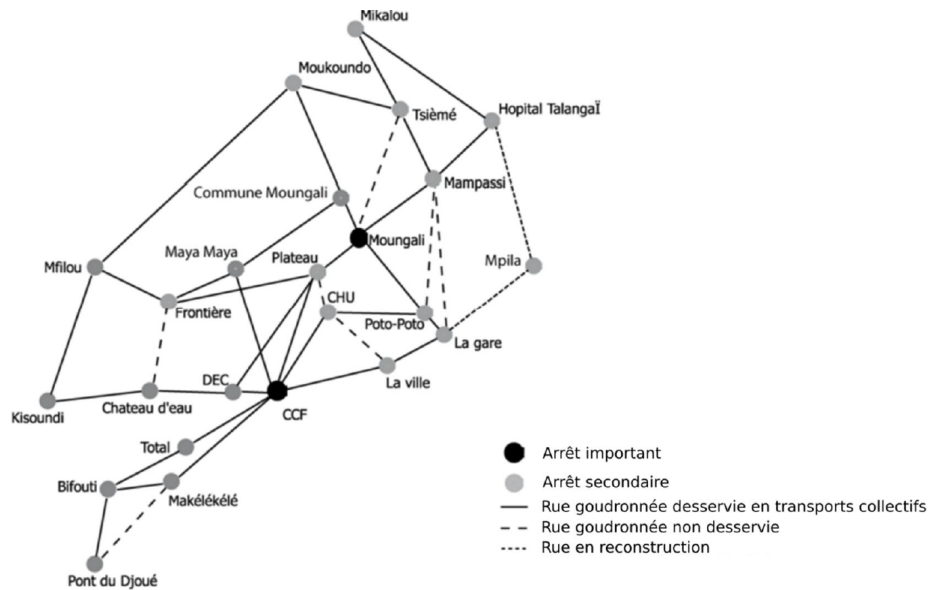 Mikalou
Moukoundo
Tsièmé
Hopital TalangaÏ
Mampassi
Commune Moungali
Moungali
Maya Maya
Plateau
Mpila
Mfilou
CHU
Frontière
Poto-Poto
La gare
DEC
La ville
Chateau d'eau
Kisoundi
CCF
Total
Bifouti
Makélékélé
Pont du Djoué
Arrêt important
Arrêt secondaire
Rue goudronnée desservie en transports collectifs
Rue goudronnée non desservie
Rue en reconstruction